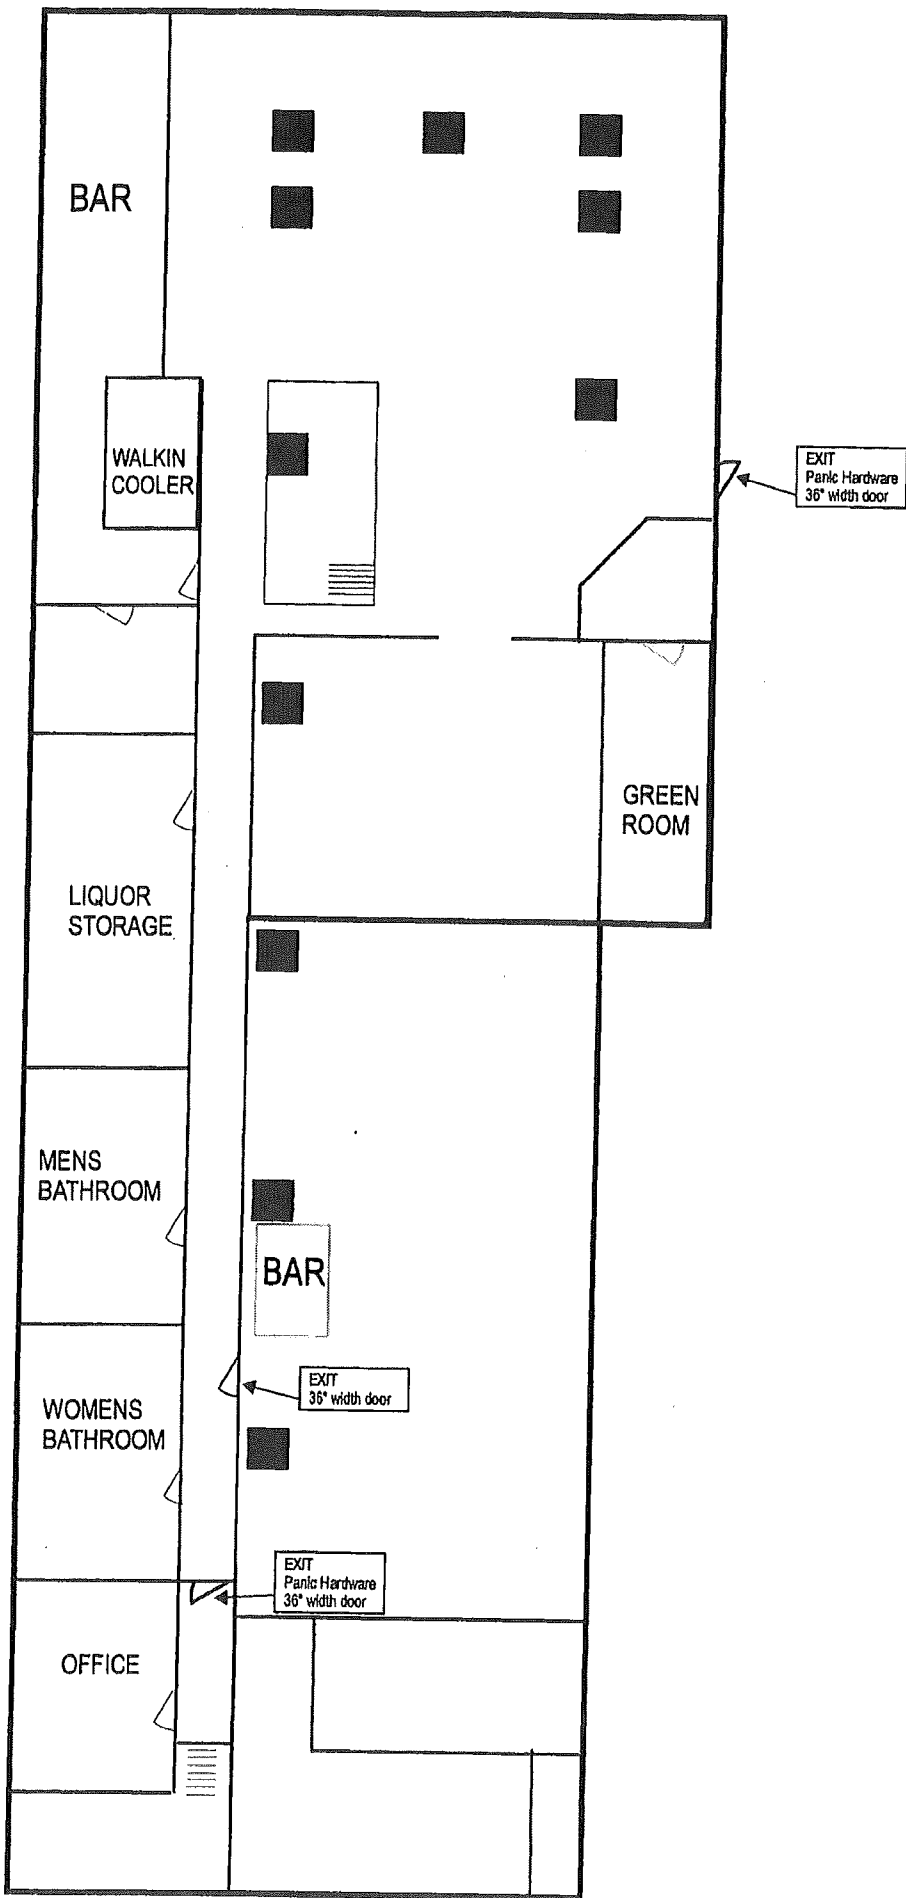 BAR
WALKIN
COOLER
EXIT
Panic Hardware
36" width door
GREEN
ROOM
LIQUOR
STORAGE
MENS
BATHROOM
BAR
EXIT
36" width door
WOMENS
BATHROOM
EXIT
Panic Hardware
36" width door
OFFICE